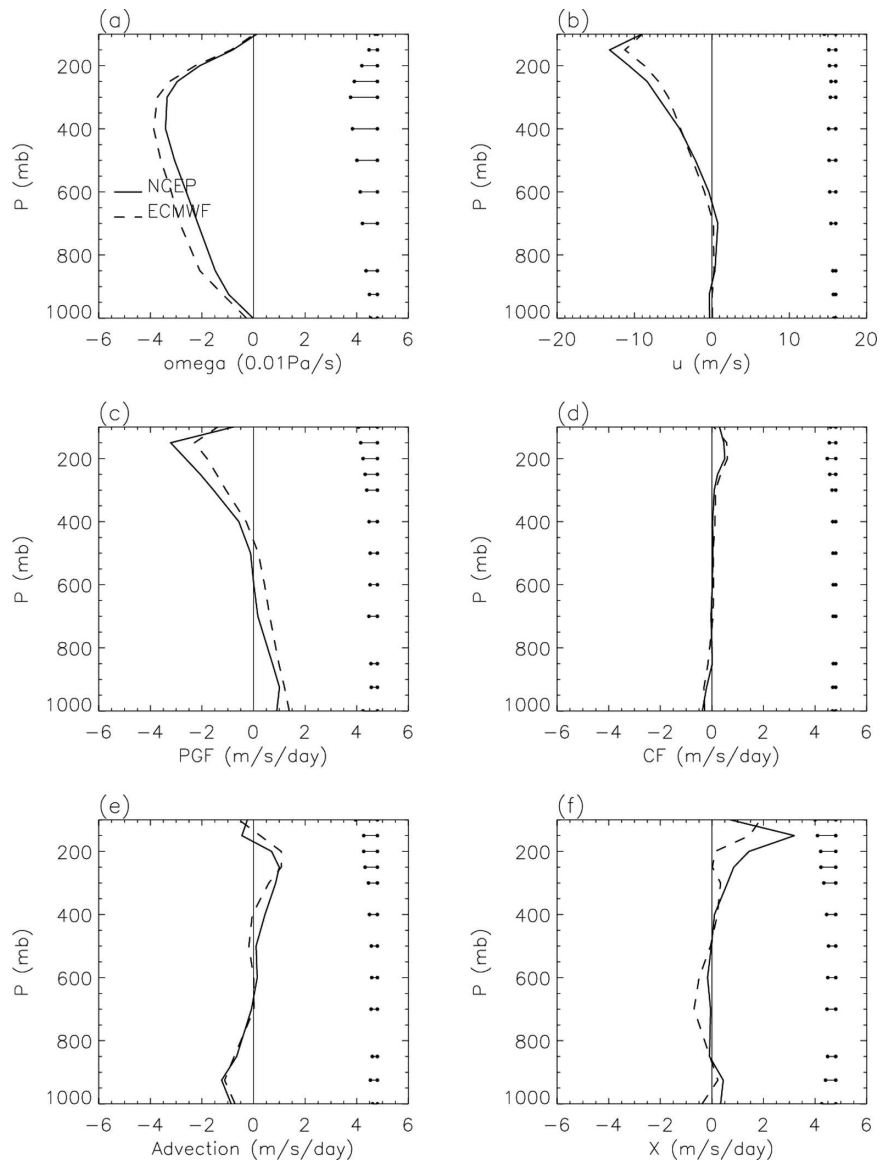 (a)
P (mb)
200
400
600
800
1000
NCEP
ECMWF
-6 -4 -2 0 2 4 6
omega (0.01Pa/s)
(b)
P (mb)
200
400
600
800
1000
-20 -10 0 10 20
u (m/s)
(c)
P (mb)
200
400
600
800
1000
-6 -4 -2 0 2 4 6
PGF (m/s/day)
(d)
P (mb)
200
400
600
800
1000
-6 -4 -2 0 2 4 6
CF (m/s/day)
(e)
P (mb)
200
400
600
800
1000
-6 -4 -2 0 2 4 6
Advection (m/s/day)
(f)
P (mb)
200
400
600
800
1000
-6 -4 -2 0 2 4 6
X (m/s/day)